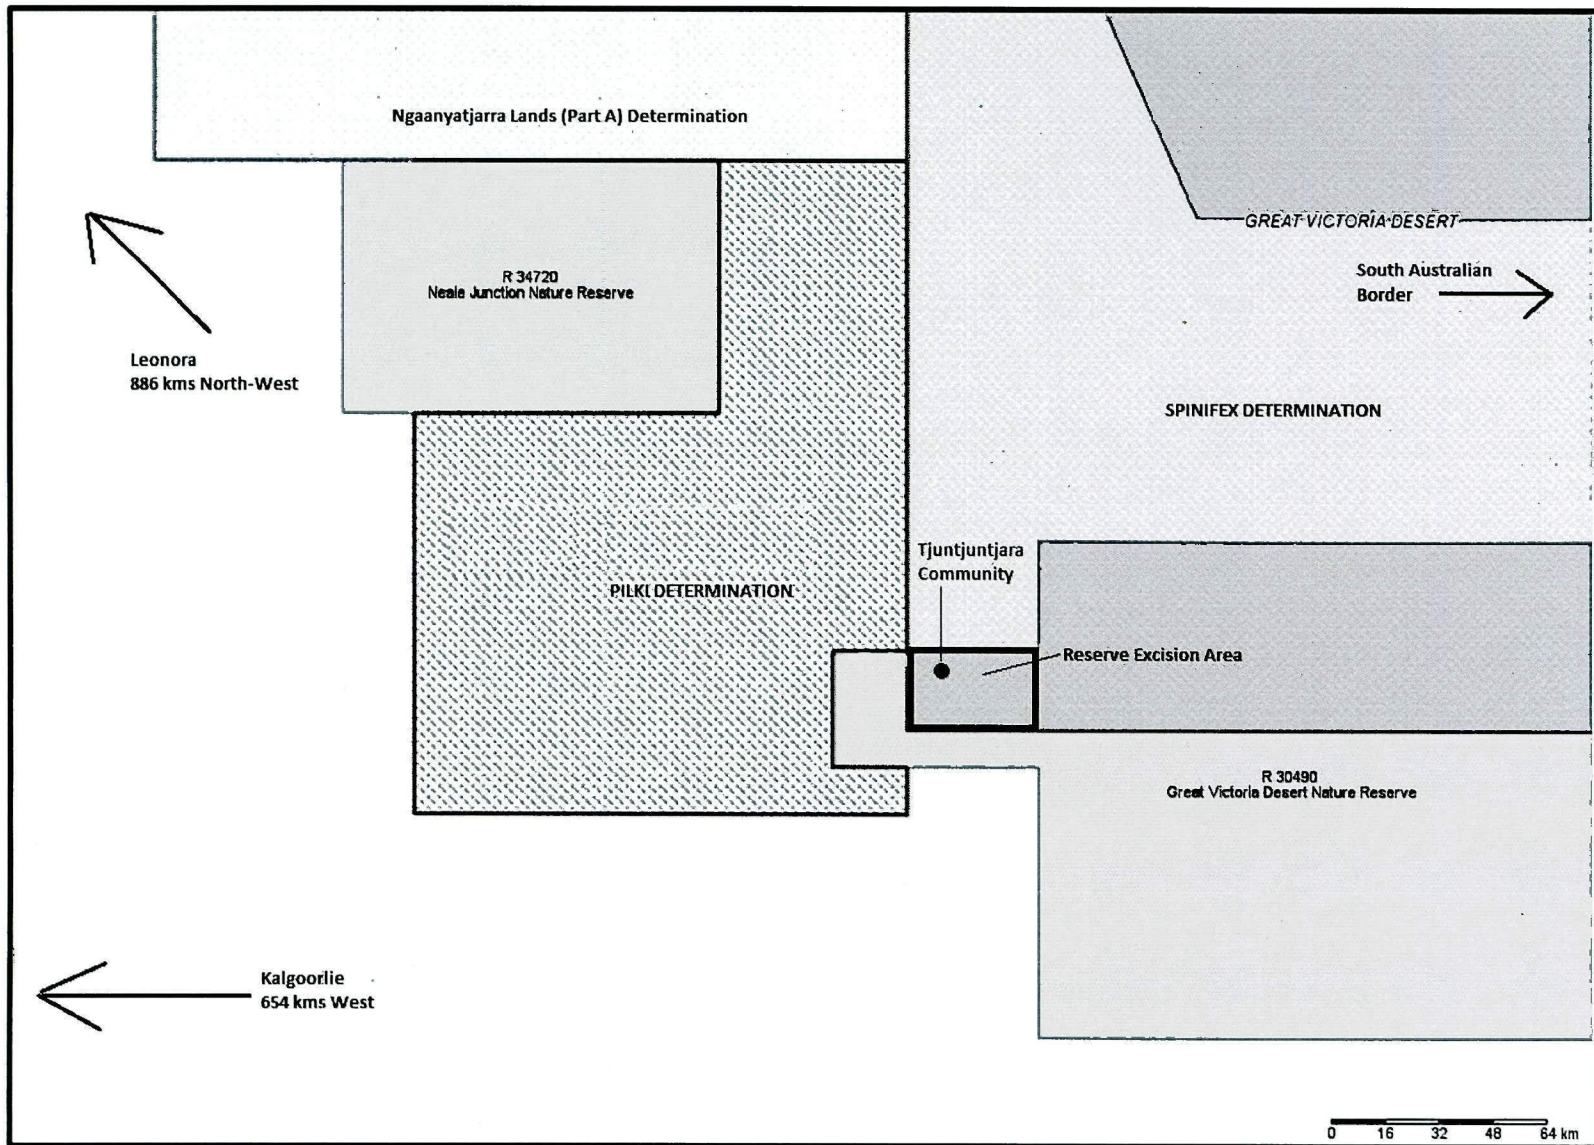 Ngaanyatjarra Lands (Part A) Determination
GREAT VICTORIA DESERT
R 34720
Neale Junction Nature Reserve
South Australian
Border
Leonora
886 kms North-West
SPINIFEX DETERMINATION
Tjuntjuntjara
Community
PILKI DETERMINATION
Reserve Excision Area
R 30490
Great Victoria Desert Nature Reserve
Kalgoorlie
654 kms West
0 16 32 48 64 km